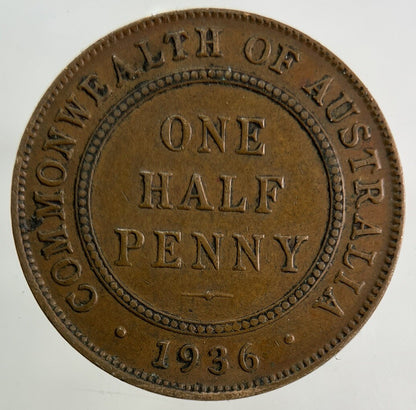 COMMONWEALTH OF AUSTRALIA
ONE
HALF
PENNY
· 1936 ·